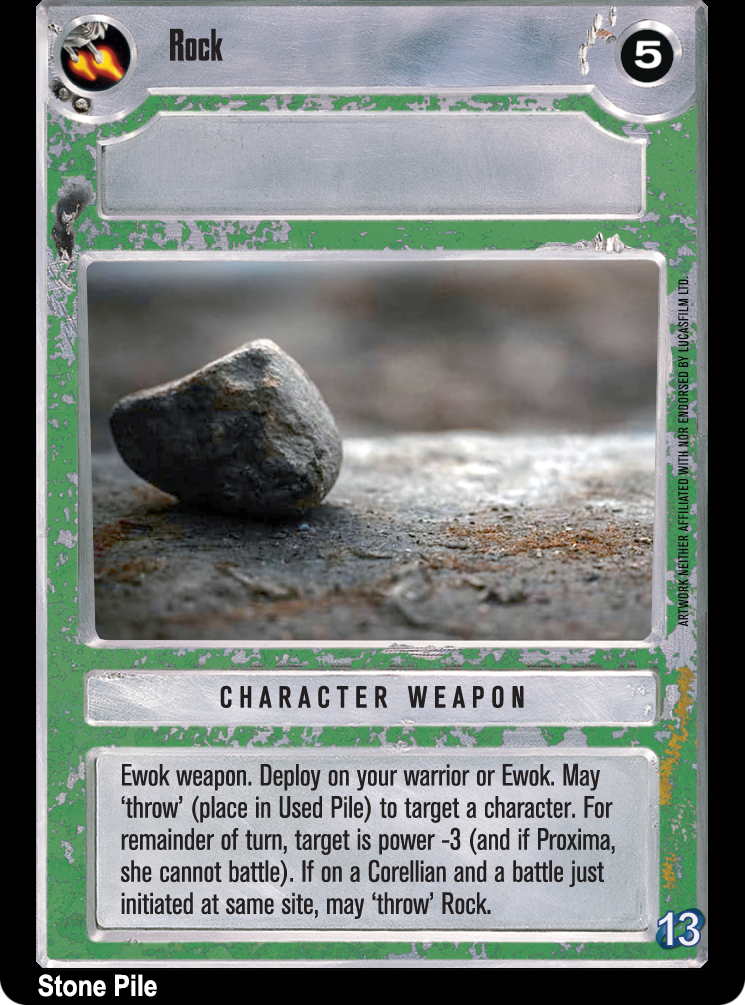 Rock
5
ARTWORK NEITHER AFFILIATED WITH NOR ENDORSED BY LUCASFILM LTD.
CHARACTER WEAPON
Ewok weapon. Deploy on your warrior or Ewok. May
‘throw’ (place in Used Pile) to target a character. For
remainder of turn, target is power -3 (and if Proxima,
she cannot battle). If on a Corellian and a battle just
initiated at same site, may ‘throw’ Rock.
13
Stone Pile